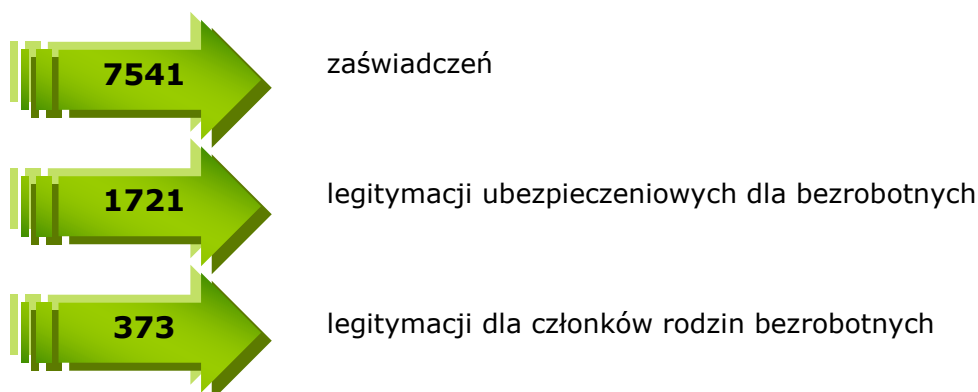 7541 zaświadczeń
1721 legitymacji ubezpieczeniowych dla bezrobotnych
373 legitymacji dla członków rodzin bezrobotnych